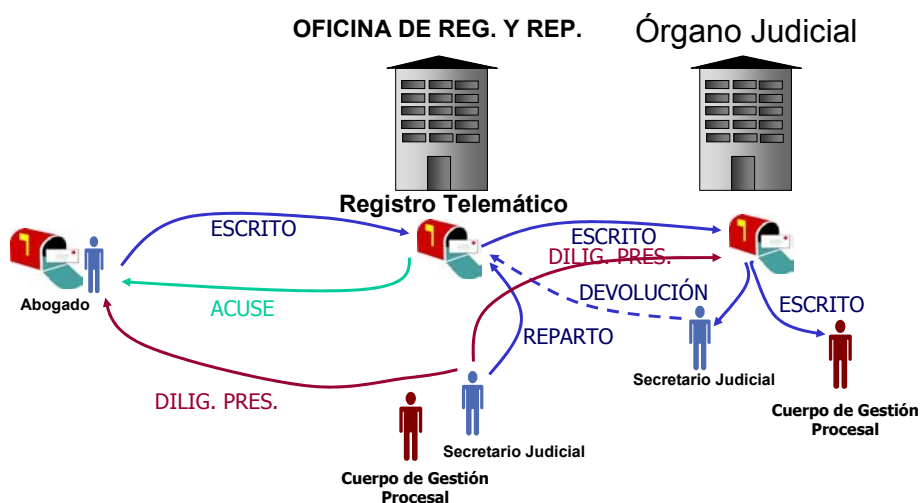 OFICINA DE REG. Y REP.
Órgano Judicial
Registro Telemático
ESCRITO
ESCRITO
DILIG. PRES.
Abogado
ACUSE
DEVOLUCIÓN
ESCRITO
REPARTO
Secretario Judicial
DILIG. PRES.
Cuerpo de Gestión
Procesal
Secretario Judicial
Cuerpo de Gestión
Procesal